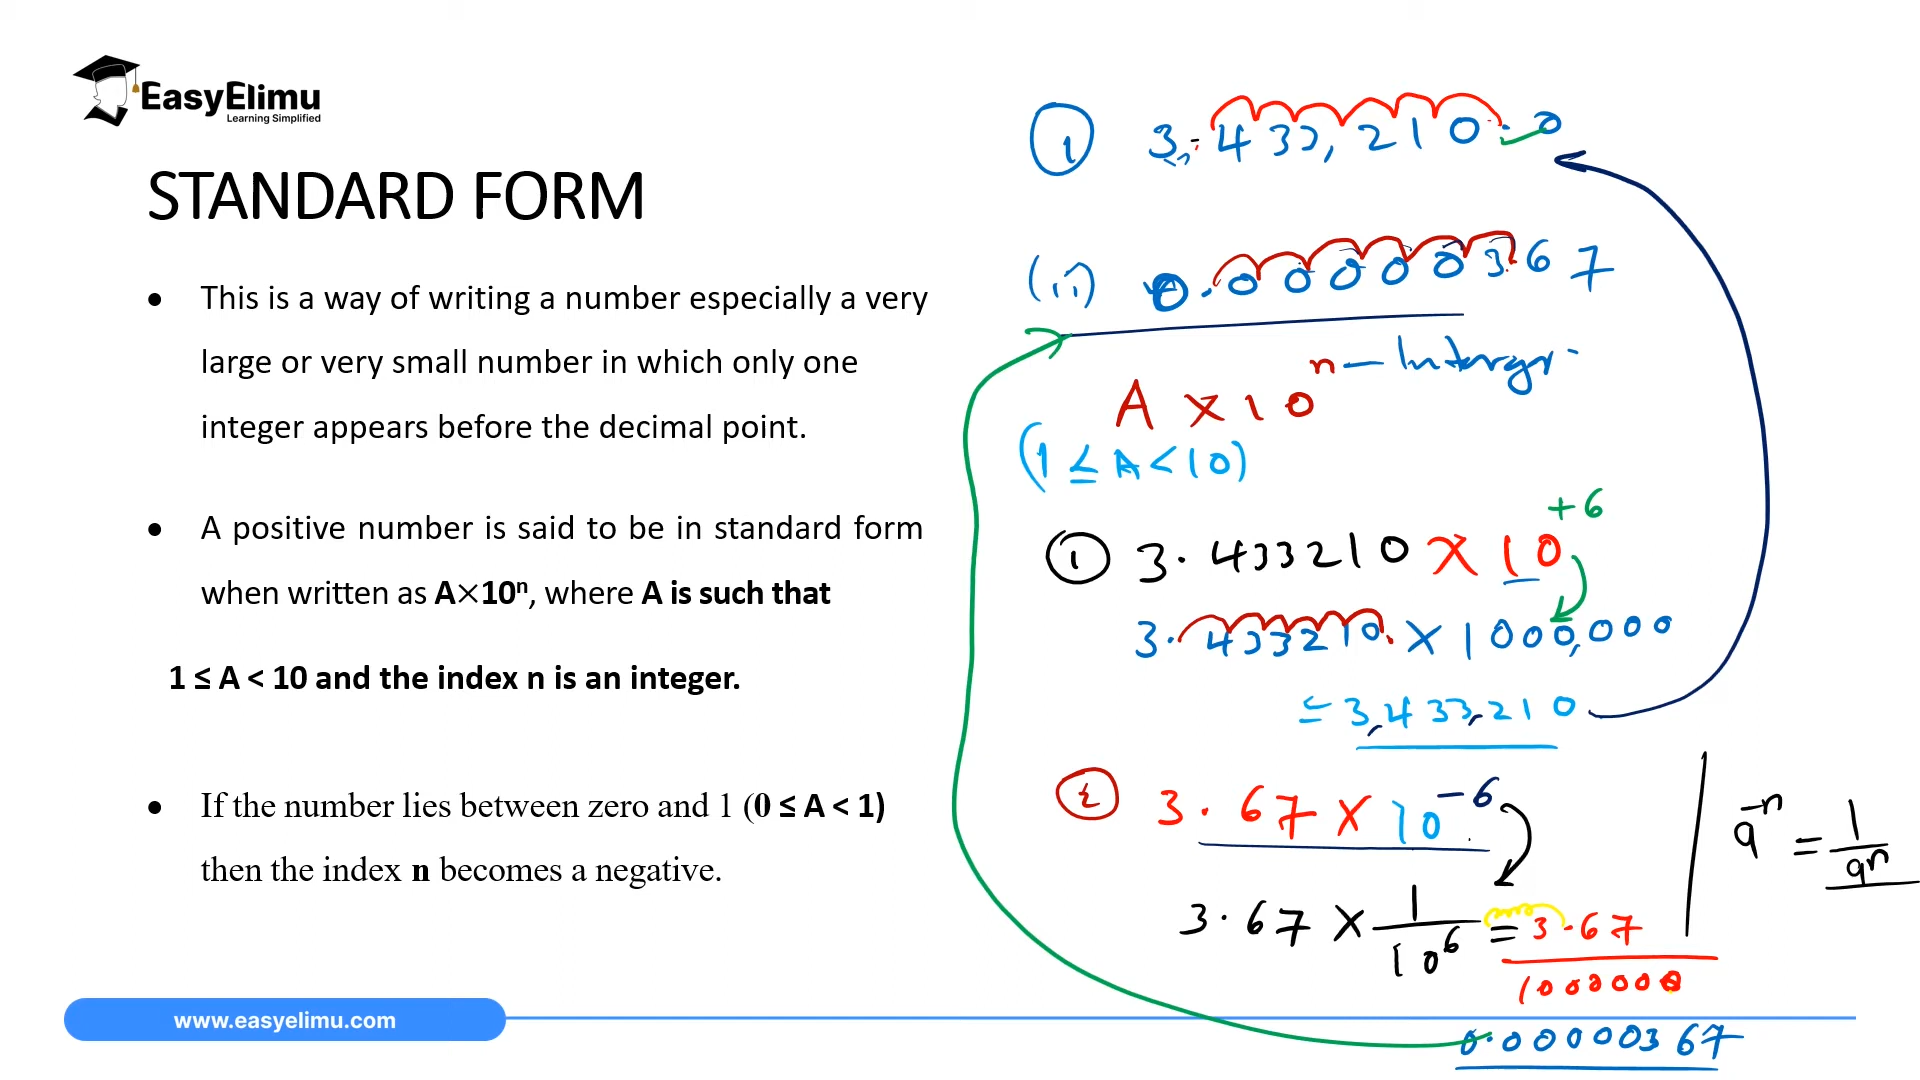 EasyElimu
Learning Simplified
STANDARD FORM
• This is a way of writing a number especially a very
large or very small number in which only one
integer appears before the decimal point.
• A positive number is said to be in standard form
when written as A×10ⁿ, where A is such that
1 ≤ A < 10 and the index n is an integer.
• If the number lies between zero and 1 (0 ≤ A < 1)
then the index n becomes a negative.
www.easyelimu.com
(i) 3,433,210.0
(ii) 0.00000367
A × 10ⁿ – Interger
(1 ≤ A < 10)
(1) 3.433210 × 10⁺⁶
3.433210. × 1000,000
= 3,433,210
(2) 3.67 × 10⁻⁶
3.67 × 1/10⁶ = 3.67/1000000
0.00000367
a⁻ⁿ = 1/aⁿ